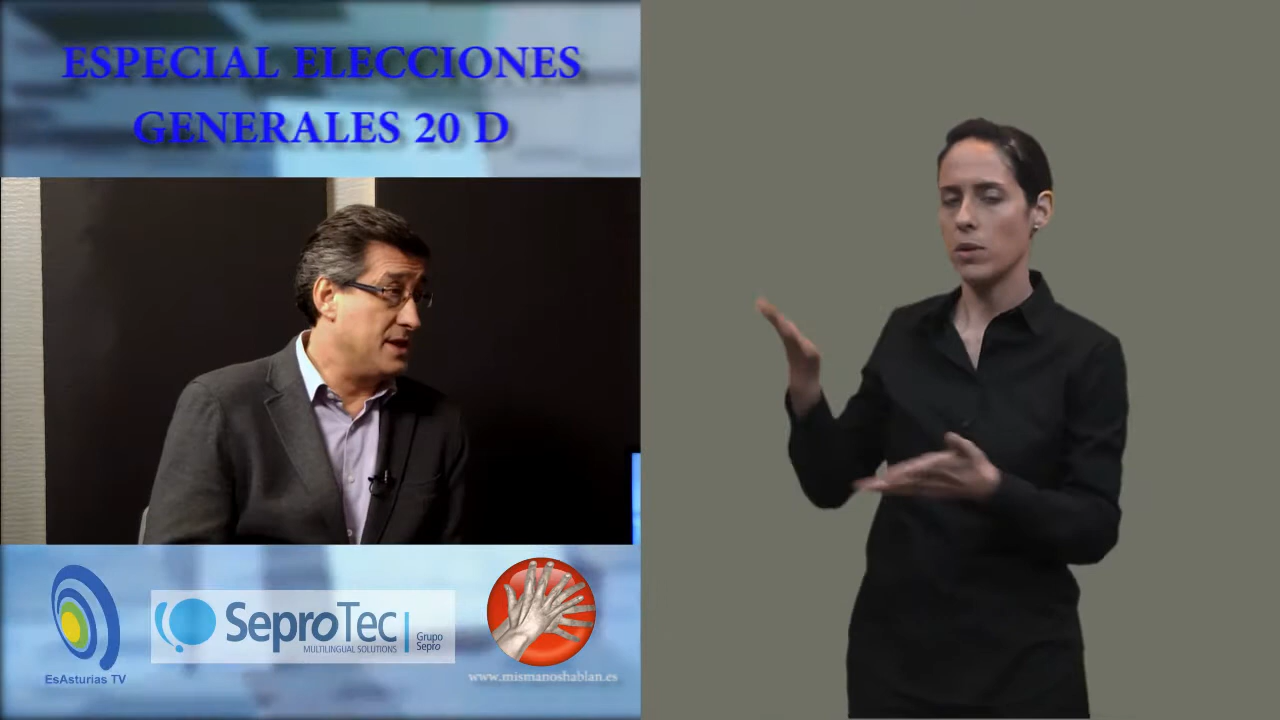 ESPECIAL ELECCIONES
GENERALES 20 D
EsAsturias TV
SeproTec
MULTILINGUAL SOLUTIONS
Grupo
Sepro
www.mismanoshablan.es